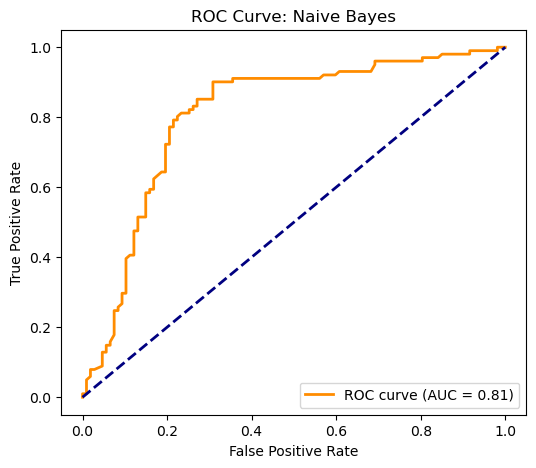 ROC Curve: Naive Bayes
True Positive Rate
1.0
0.8
0.6
0.4
0.2
0.0
ROC curve (AUC = 0.81)
0.0 0.2 0.4 0.6 0.8 1.0
False Positive Rate